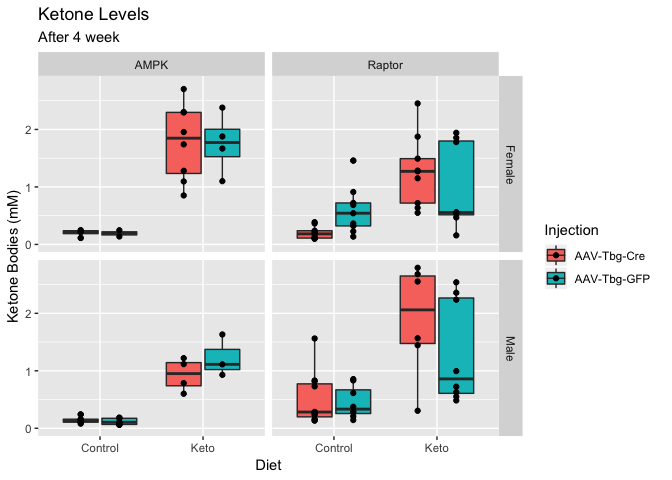 Ketone Levels
After 4 week
AMPK
Raptor
Ketone Bodies (mM)
2
1
0
Female
2
1
0
Male
Control
Keto
Control
Keto
Diet
Injection
AAV-Tbg-Cre
AAV-Tbg-GFP